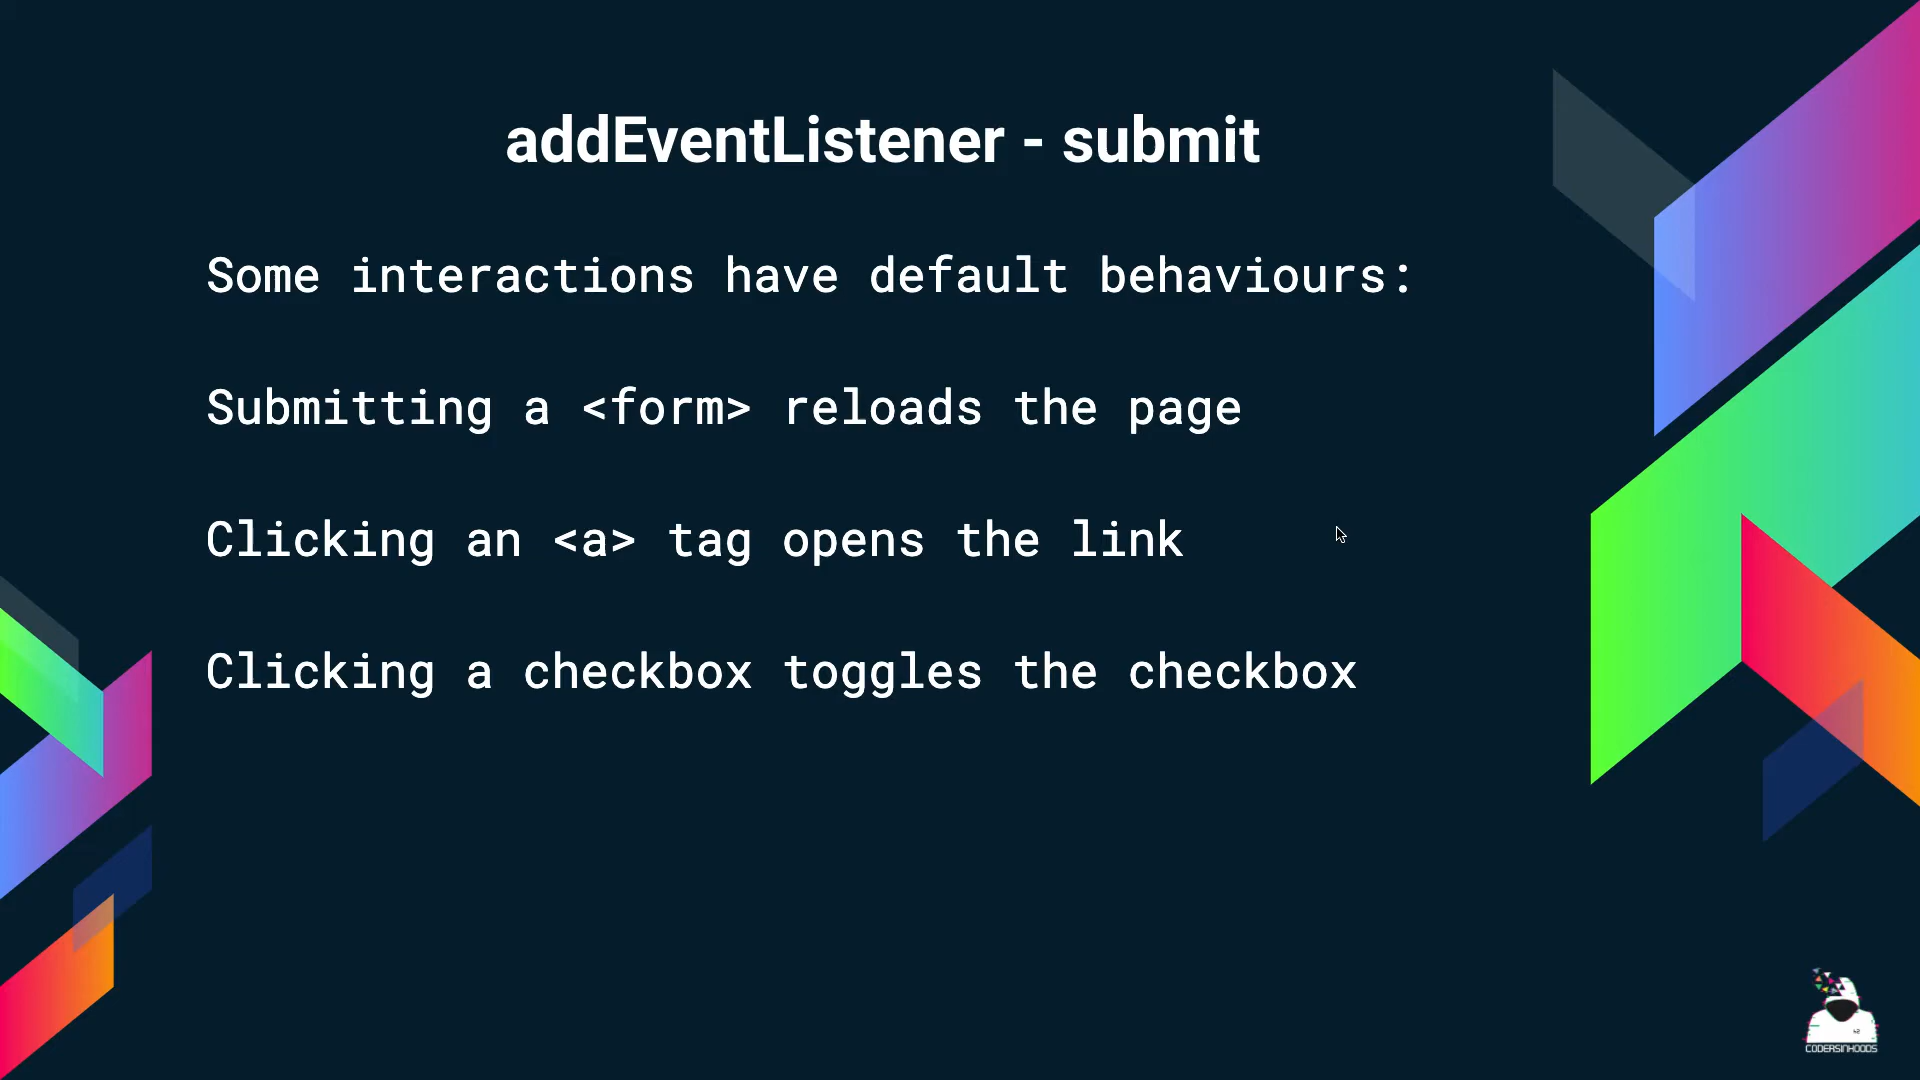 addEventListener - submit
Some interactions have default behaviours:
Submitting a <form> reloads the page
Clicking an <a> tag opens the link
Clicking a checkbox toggles the checkbox
CODERSINHOODS